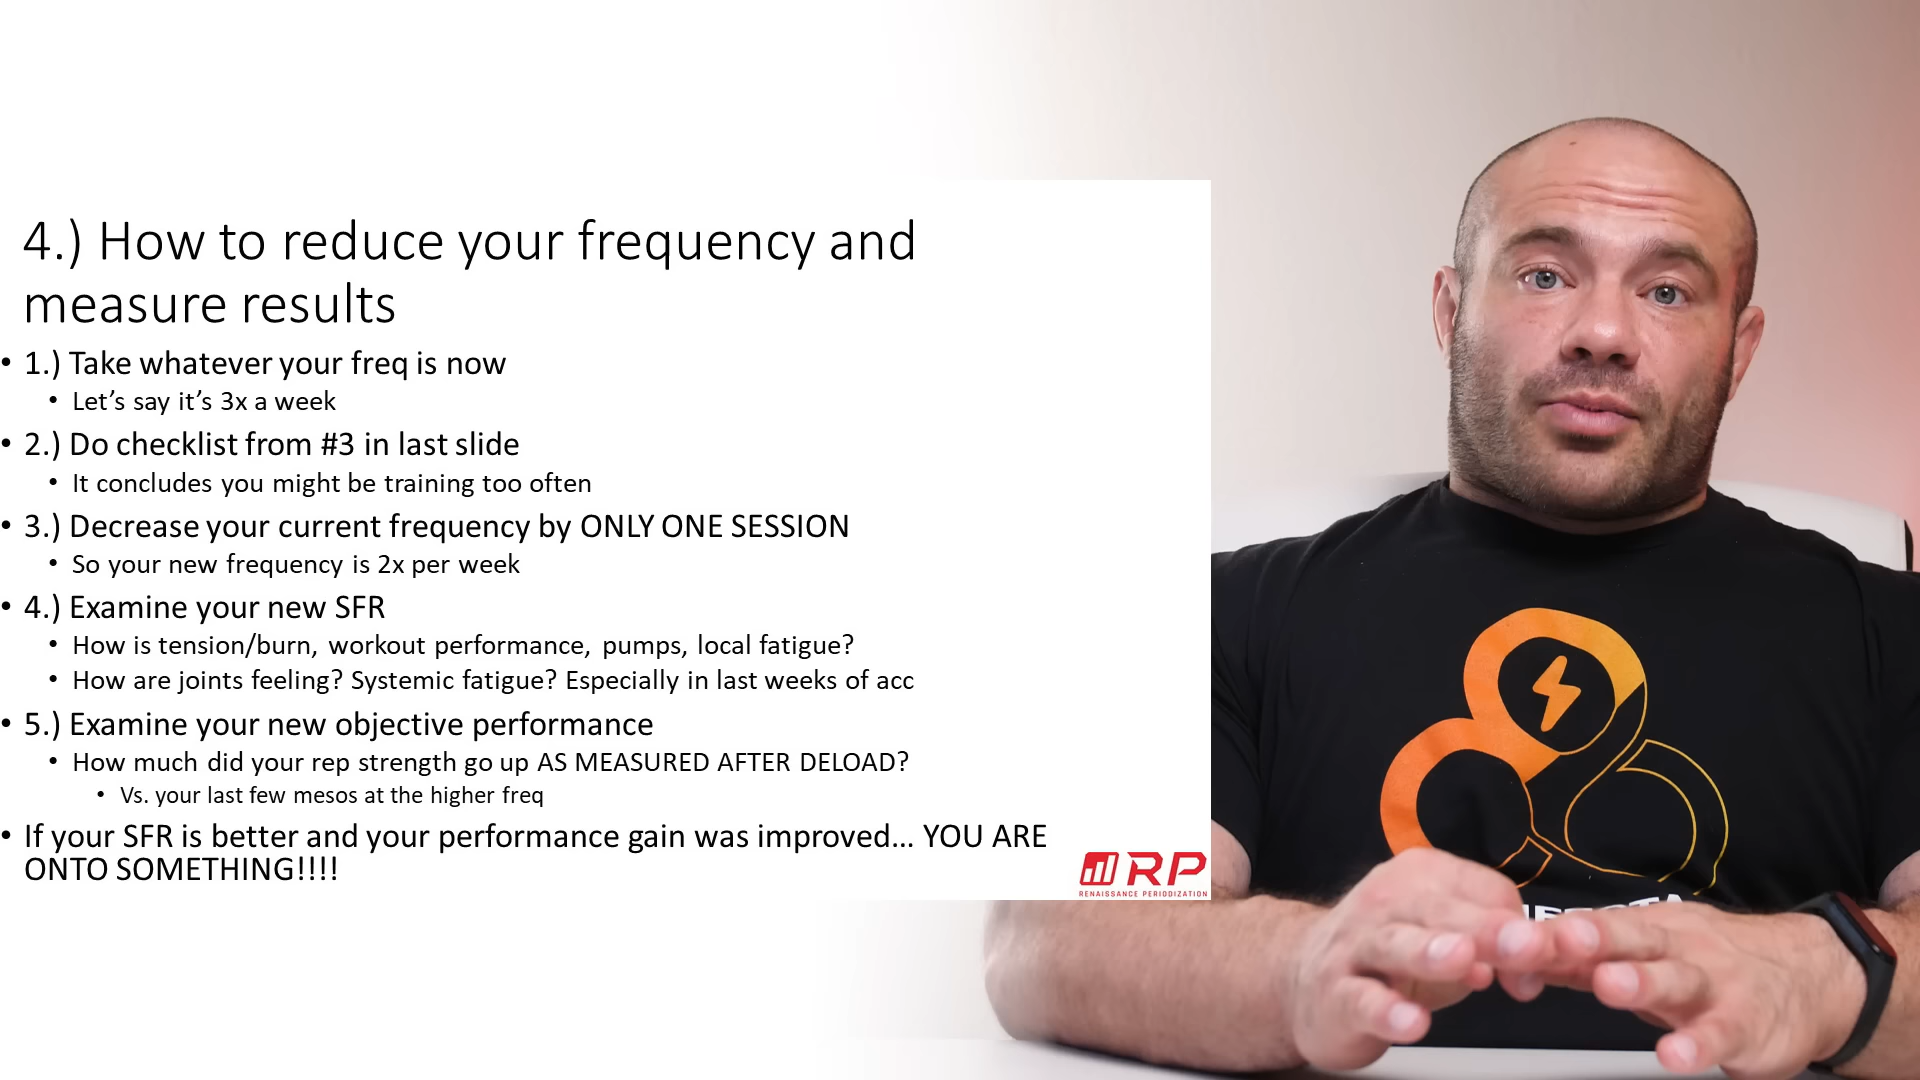 4.) How to reduce your frequency and
measure results
• 1.) Take whatever your freq is now
• Let’s say it’s 3x a week
• 2.) Do checklist from #3 in last slide
• It concludes you might be training too often
• 3.) Decrease your current frequency by ONLY ONE SESSION
• So your new frequency is 2x per week
• 4.) Examine your new SFR
• How is tension/burn, workout performance, pumps, local fatigue?
• How are joints feeling? Systemic fatigue? Especially in last weeks of acc
• 5.) Examine your new objective performance
• How much did your rep strength go up AS MEASURED AFTER DELOAD?
• Vs. your last few mesos at the higher freq
• If your SFR is better and your performance gain was improved... YOU ARE
ONTO SOMETHING!!!!
RP
RENAISSANCE PERIODIZATION